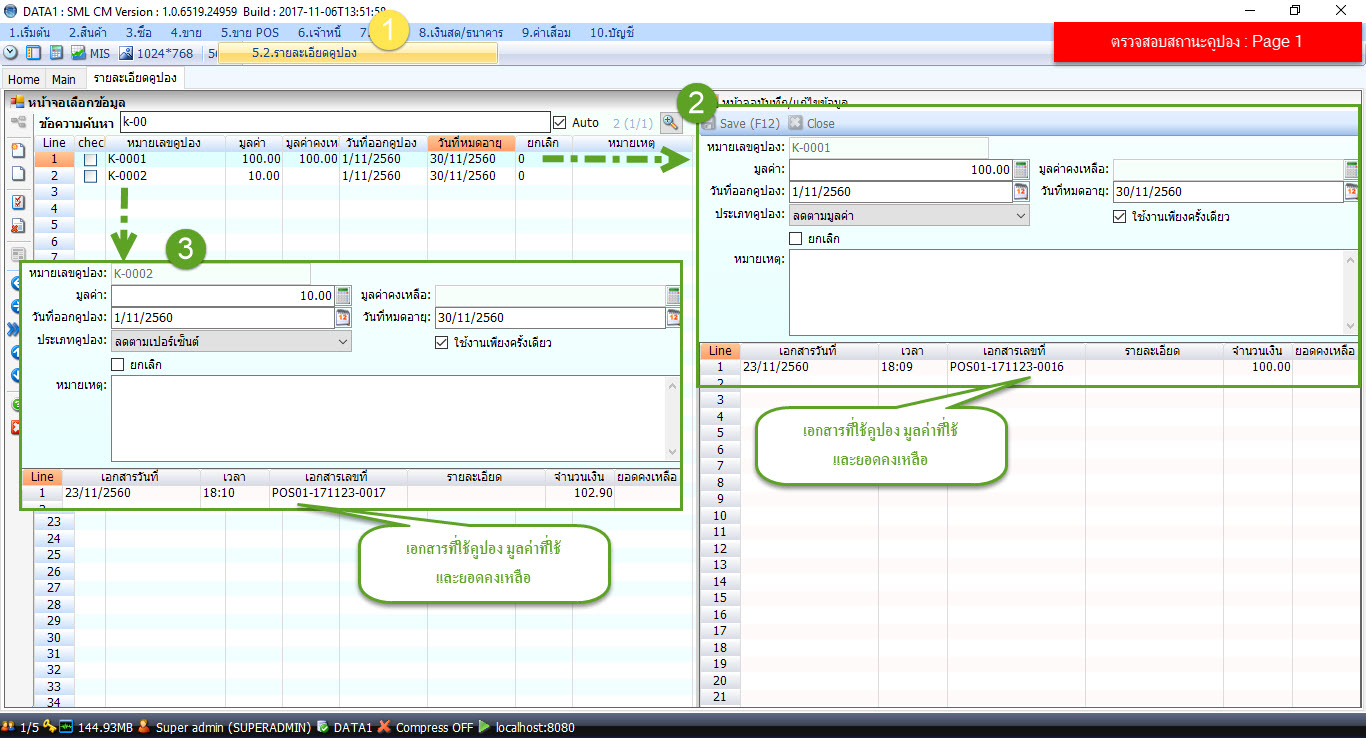 DATA1 : SML CM Version : 1.0.6519.24959 Build : 2017-11-06T13:51:58
1.เริ่มต้น 2.สินค้า 3.ซื้อ 4.ขาย 5.ขาย POS 6.เจ้าหนี้ 7. 1 8.เงินสด/ธนาคาร 9.ค่าเสื่อม 10.บัญชี
ตรวจสอบสถานะคูปอง : Page 1
MIS 1024*768 5.2.รายละเอียดคูปอง
Home Main รายละเอียดคูปอง
หน้าจอเลือกข้อมูล
ข้อความค้นหา k-00 Auto 2 (1/1)
Line chec หมายเลขคูปอง มูลค่า มูลค่าคงเห วันที่ออกคูปอง วันที่หมดอายุ ยกเลิก หมายเหตุ
1 K-0001 100.00 100.00 1/11/2560 30/11/2560 0
2 K-0002 10.00 1/11/2560 30/11/2560 0
3
4
5
6
7
2 หน้าจอบันทึก/แก้ไขข้อมูล
Save (F12) Close
หมายเลขคูปอง: K-0001
มูลค่า: 100.00 มูลค่าคงเหลือ:
วันที่ออกคูปอง: 1/11/2560 วันที่หมดอายุ: 30/11/2560
ประเภทคูปอง: ลดตามมูลค่า ใช้งานเพียงครั้งเดียว
ยกเลิก
หมายเหตุ:
Line เอกสารวันที่ เวลา เอกสารเลขที่ รายละเอียด จำนวนเงิน ยอดคงเหลือ
1 23/11/2560 18:09 POS01-171123-0016 100.00
2
3
4
5
6
7
8
9
10
11
12
13
14
15
16
17
18
19
20
21
เอกสารที่ใช้คูปอง มูลค่าที่ใช้
และยอดคงเหลือ
3
หมายเลขคูปอง: K-0002
มูลค่า: 10.00 มูลค่าคงเหลือ:
วันที่ออกคูปอง: 1/11/2560 วันที่หมดอายุ: 30/11/2560
ประเภทคูปอง: ลดตามเปอร์เซ็นต์ ใช้งานเพียงครั้งเดียว
ยกเลิก
หมายเหตุ:
Line เอกสารวันที่ เวลา เอกสารเลขที่ รายละเอียด จำนวนเงิน ยอดคงเหลือ
1 23/11/2560 18:10 POS01-171123-0017 102.90
23
24
25
26
27
28
29
30
31
32
33
34
เอกสารที่ใช้คูปอง มูลค่าที่ใช้
และยอดคงเหลือ
1/5 144.93MB Super admin (SUPERADMIN) DATA1 Compress OFF localhost:8080